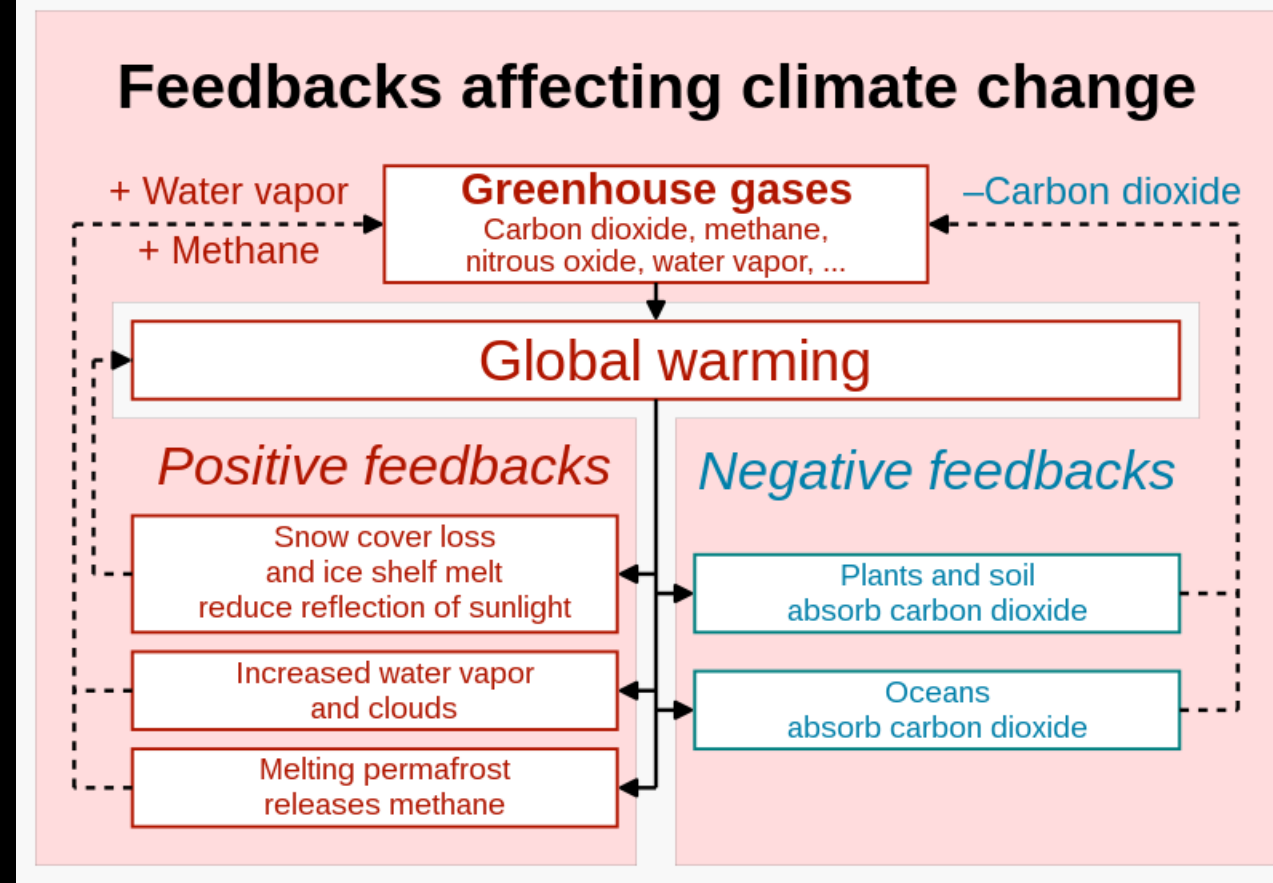 Feedbacks affecting climate change
+ Water vapor
+ Methane
Greenhouse gases
Carbon dioxide, methane,
nitrous oxide, water vapor, ...
–Carbon dioxide
Global warming
Positive feedbacks
Snow cover loss
and ice shelf melt
reduce reflection of sunlight
Increased water vapor
and clouds
Melting permafrost
releases methane
Negative feedbacks
Plants and soil
absorb carbon dioxide
Oceans
absorb carbon dioxide